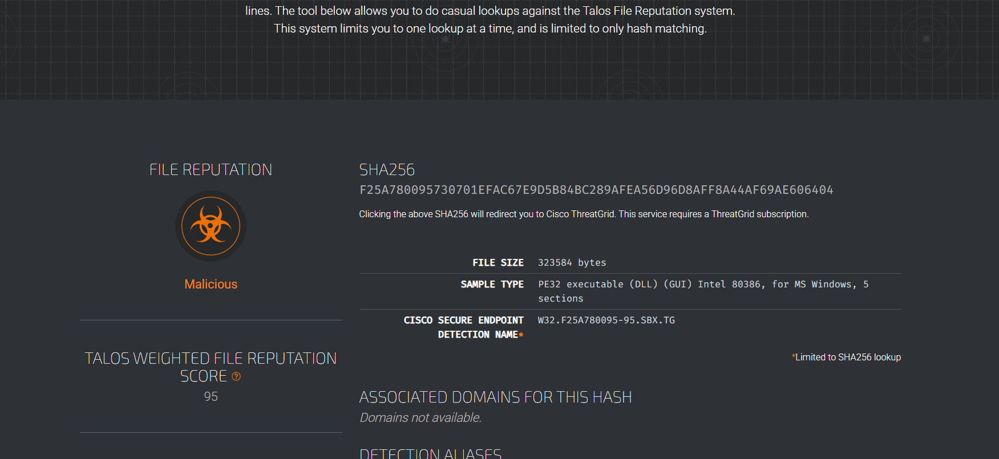 lines. The tool below allows you to do casual lookups against the Talos File Reputation system.
This system limits you to one lookup at a time, and is limited to only hash matching.
FILE REPUTATION
Malicious
TALOS WEIGHTED FILE REPUTATION
SCORE
95
SHA256
F25A780095730701EFAC67E9D5B84BC289AFEA56D96D8AFF8A44AF69AE606404
Clicking the above SHA256 will redirect you to Cisco ThreatGrid. This service requires a ThreatGrid subscription.
FILE SIZE 323584 bytes
SAMPLE TYPE PE32 executable (DLL) (GUI) Intel 80386, for MS Windows, 5
sections
CISCO SECURE ENDPOINT W32.F25A780095-95.SBX.TG
DETECTION NAME*
*Limited to SHA256 lookup
ASSOCIATED DOMAINS FOR THIS HASH
Domains not available.
DETECTION ALIASES